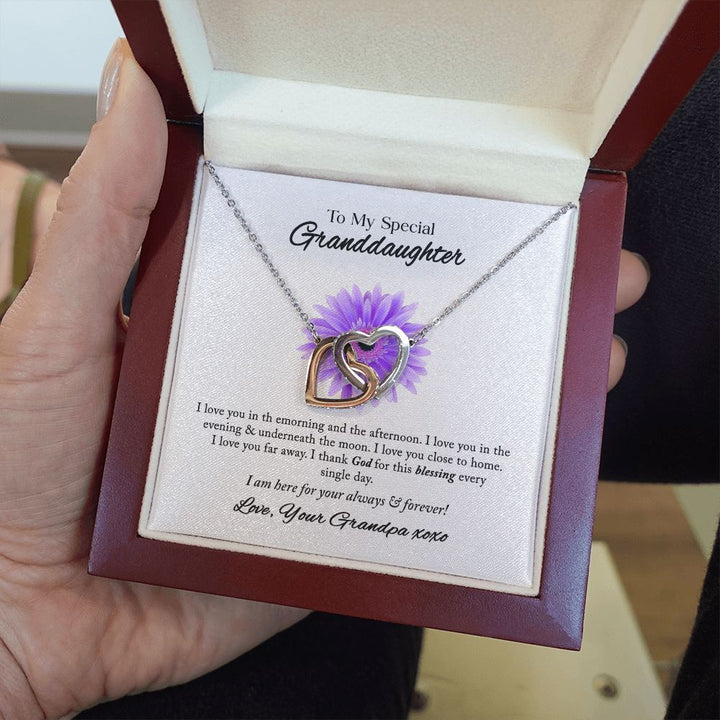 To My Special
Granddaughter
I love you in th emorning and the afternoon. I love you in the
evening & underneath the moon. I love you close to home.
I love you far away. I thank God for this blessing every
single day.
I am here for your always & forever!
Love, Your Grandpa xoxo